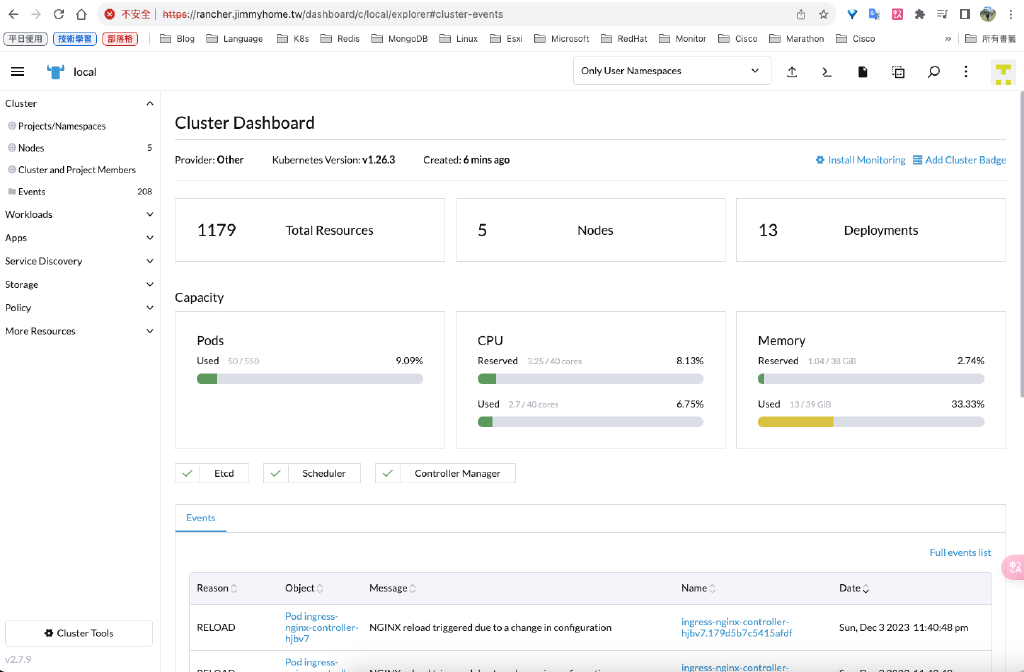 不安全 https://rancher.jimmyhome.tw/dashboard/c/local/explorer#cluster-events
平日使用 技術學習 部落格 Blog Language K8s Redis MongoDB Linux Esxi Microsoft RedHat Monitor Cisco Marathon Cisco » 所有書籤
local Only User Namespaces
Cluster
Projects/Namespaces
Nodes 5
Cluster and Project Members
Events 208
Workloads
Apps
Service Discovery
Storage
Policy
More Resources
Cluster Tools
v2.7.9
Cluster Dashboard
Provider: Other Kubernetes Version: v1.26.3 Created: 6 mins ago Install Monitoring Add Cluster Badge
1179 Total Resources 5 Nodes 13 Deployments
Capacity
Pods
Used 50 / 550 9.09%
CPU
Reserved 3.25 / 40 cores 8.13%
Used 2.7 / 40 cores 6.75%
Memory
Reserved 1.04 / 38 GiB 2.74%
Used 13 / 39 GiB 33.33%
Etcd Scheduler Controller Manager
Events
Full events list
Reason Object Message Name Date
RELOAD
Pod ingress-
nginx-controller-
hjbv7
NGINX reload triggered due to a change in configuration
ingress-nginx-controller-
hjbv7.179d5b7c5415afdf
Sun, Dec 3 2023 11:40:48 pm
Pod ingress-
ingress-nginx-controller-